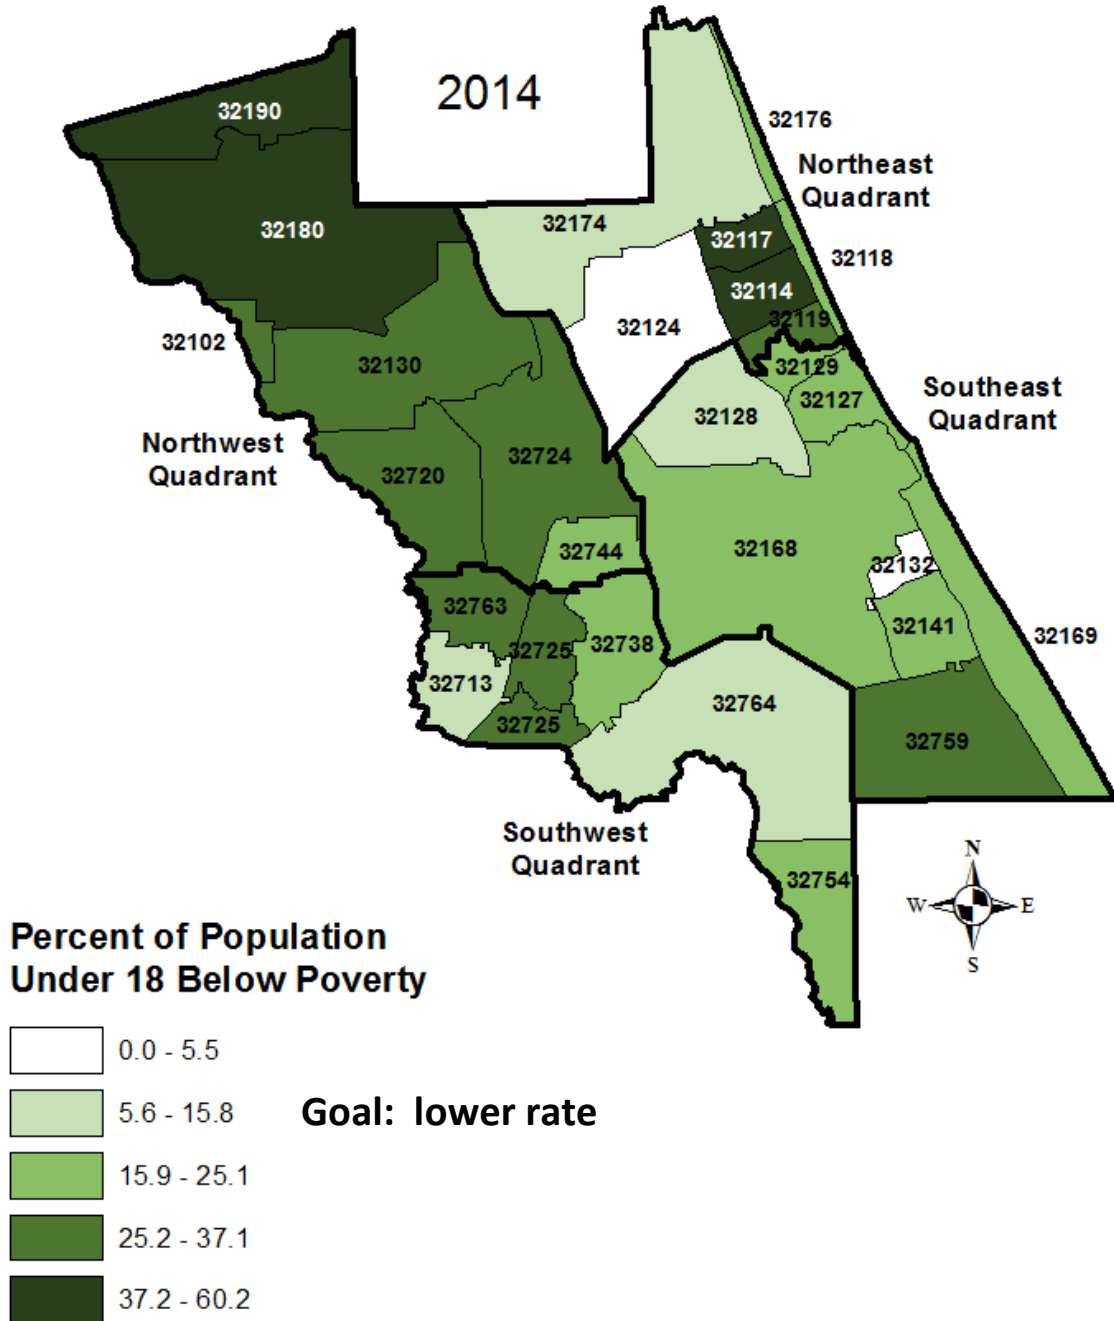 2014
32190
32176
Northeast
Quadrant
32174
32180
32117
32118
32114
32124
32119
32102
32130
32129
32127
Southeast
Quadrant
32128
Northwest
Quadrant
32724
32720
32744
32168
32132
32763
32141
32169
32725
32738
32713
32764
32725
32759
Southwest
Quadrant
32754
N
W
E
S
Percent of Population
Under 18 Below Poverty
0.0 - 5.5
5.6 - 15.8
Goal: lower rate
15.9 - 25.1
25.2 - 37.1
37.2 - 60.2